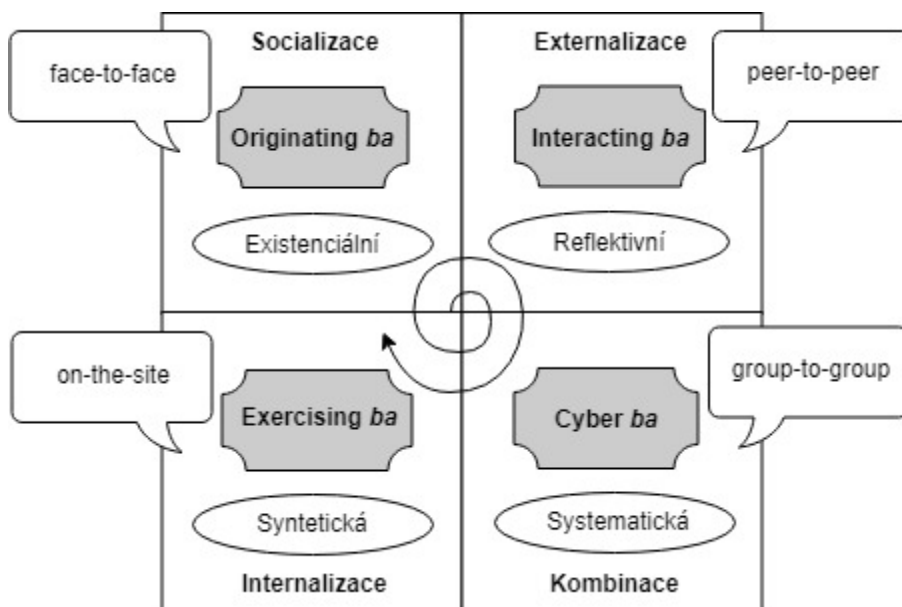 Socializace
Externalizace
face-to-face
peer-to-peer
Originating ba
Interacting ba
Existenciální
Reflektivní
on-the-site
group-to-group
Exercising ba
Cyber ba
Syntetická
Systematická
Internalizace
Kombinace